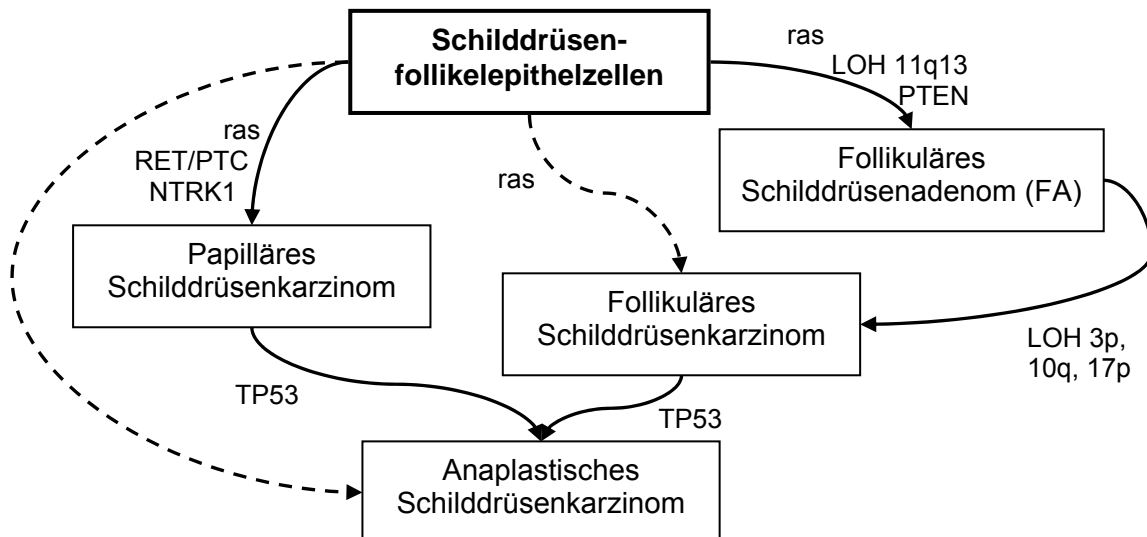 Schilddrüsen-
follikelepithelzellen
ras
LOH 11q13
PTEN
ras
RET/PTC
NTRK1
ras
Follikuläres
Schilddrüsenadenom (FA)
Papilläres
Schilddrüsenkarzinom
Follikuläres
Schilddrüsenkarzinom
LOH 3p,
10q, 17p
TP53
TP53
Anaplastisches
Schilddrüsenkarzinom